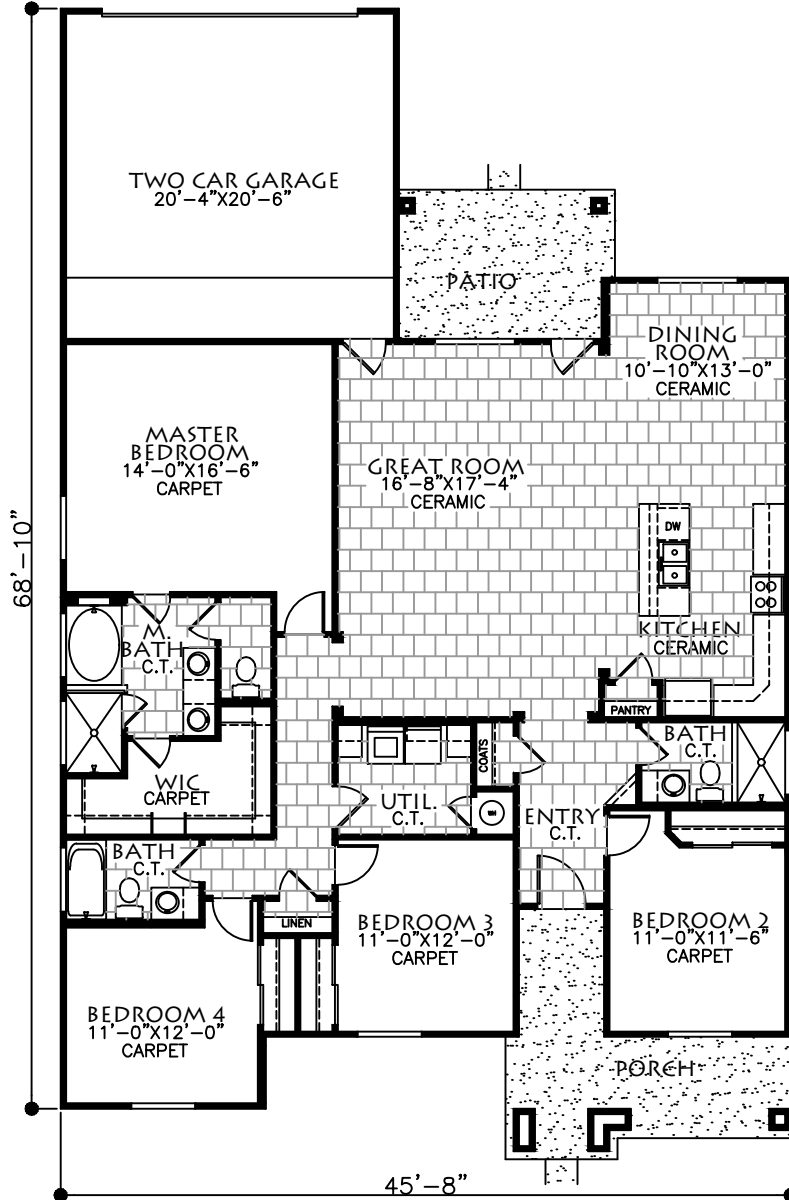 TWO CAR GARAGE
20'-4"X20'-6"
PATIO
DINING
ROOM
10'-10"X13'-0"
CERAMIC
MASTER
BEDROOM
14'-0"X16'-6"
CARPET
GREAT ROOM
16'-8"X17'-4"
CERAMIC
68'-10"
DW
KITCHEN
CERAMIC
M.
BATH
C.T.
PANTRY
COATS
BATH
C.T.
WIC
CARPET
UTIL.
C.T.
WH
ENTRY
C.T.
BATH
C.T.
LINEN
BEDROOM 3
11'-0"X12'-0"
CARPET
BEDROOM 2
11'-0"X11'-6"
CARPET
BEDROOM 4
11'-0"X12'-0"
CARPET
PORCH
45'-8"